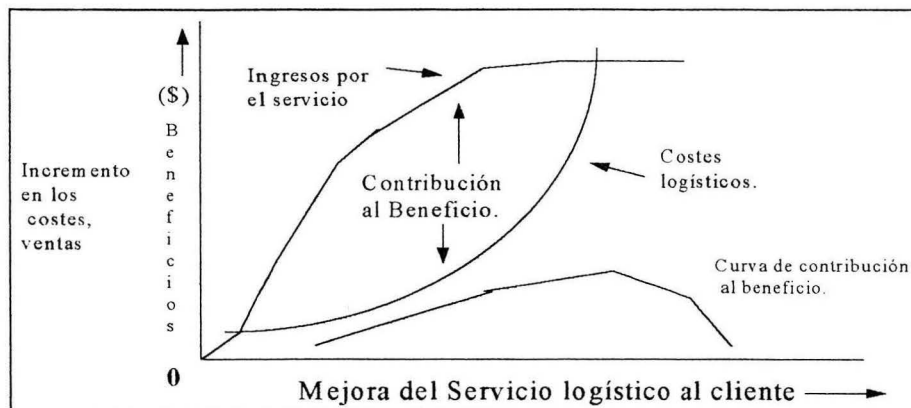 Ingresos por
el servicio
($)
Beneficios
Incremento
en los
costes,
ventas
Contribución
al Beneficio.
Costes
logísticos.
Curva de contribución
al beneficio.
0
Mejora del Servicio logístico al cliente